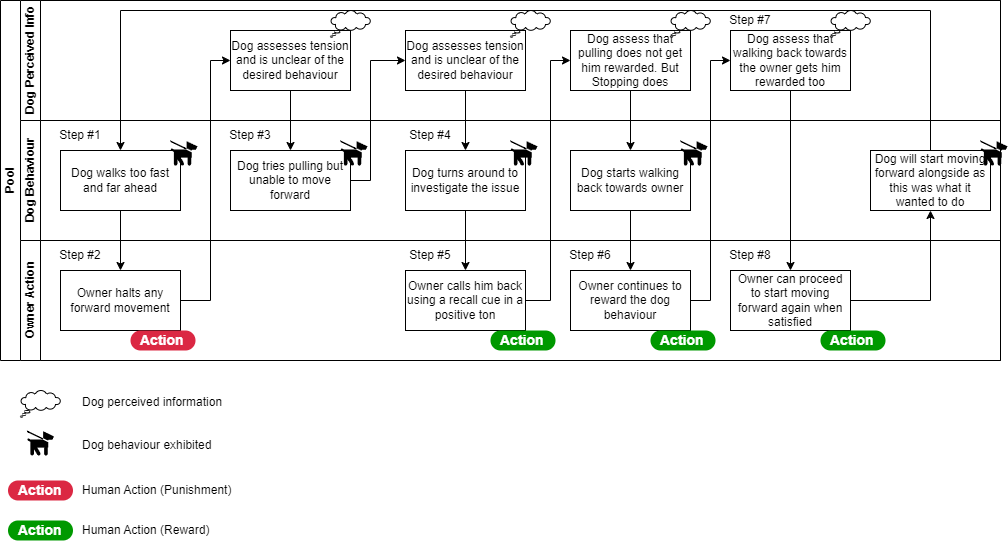 Pool
Dog Perceived Info
Dog assesses tension
and is unclear of the
desired behaviour
Dog assesses tension
and is unclear of the
desired behaviour
Dog assess that
pulling does not get
him rewarded. But
Stopping does
Step #7
Dog assess that
walking back towards
the owner gets him
rewarded too
Dog Behaviour
Step #1
Dog walks too fast
and far ahead
Step #3
Dog tries pulling but
unable to move
forward
Step #4
Dog turns around to
investigate the issue
Dog starts walking
back towards owner
Dog will start moving
forward alongside as
this was what it
wanted to do
Owner Action
Step #2
Owner halts any
forward movement
Action
Step #5
Owner calls him back
using a recall cue in a
positive ton
Action
Step #6
Owner continues to
reward the dog
behaviour
Action
Step #8
Owner can proceed
to start moving
forward again when
satisfied
Action
Dog perceived information
Dog behaviour exhibited
Action Human Action (Punishment)
Action Human Action (Reward)